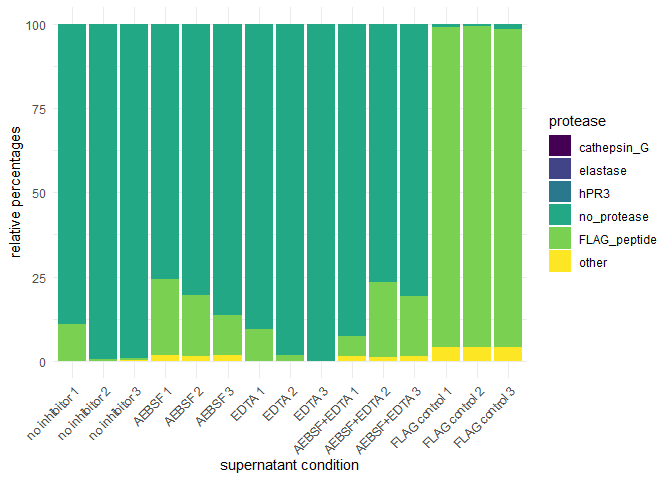 100
75
50
25
0
relative percentages
no inhibitor 1
no inhibitor 2
no inhibitor 3
AEBSF 1
AEBSF 2
AEBSF 3
EDTA 1
EDTA 2
EDTA 3
AEBSF+EDTA 1
AEBSF+EDTA 2
AEBSF+EDTA 3
FLAG control 1
FLAG control 2
FLAG control 3
supernatant condition
protease
cathepsin_G
elastase
hPR3
no_protease
FLAG_peptide
other